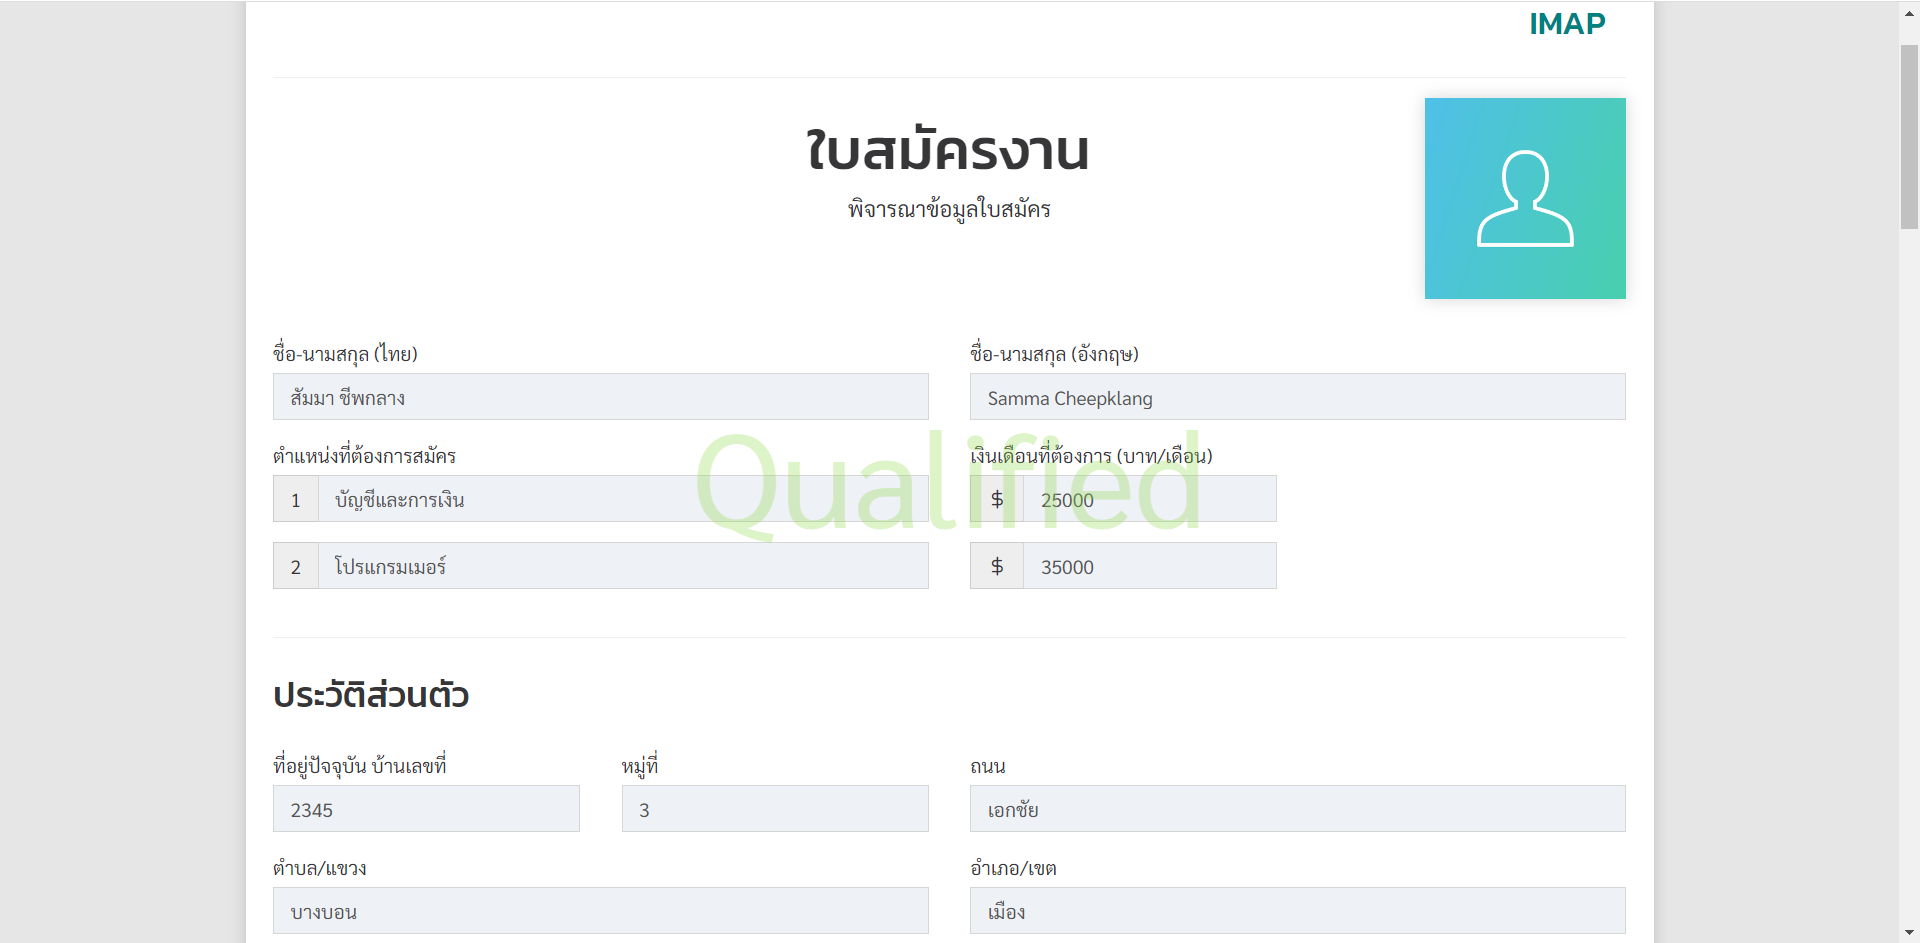 IMAP
ใบสมัครงาน
พิจารณาข้อมูลใบสมัคร
ชื่อ-นามสกุล (ไทย)
ชื่อ-นามสกุล (อังกฤษ)
สัมมา ชีพกลาง
Samma Cheepklang
ตำแหน่งที่ต้องการสมัคร
เงินเดือนที่ต้องการ (บาท/เดือน)
Qualified
1 บัญชีและการเงิน
$ 25000
2 โปรแกรมเมอร์
$ 35000
ประวัติส่วนตัว
ที่อยู่ปัจจุบัน บ้านเลขที่
หมู่ที่
ถนน
2345
3
เอกชัย
ตำบล/แขวง
อำเภอ/เขต
บางบอน
เมือง